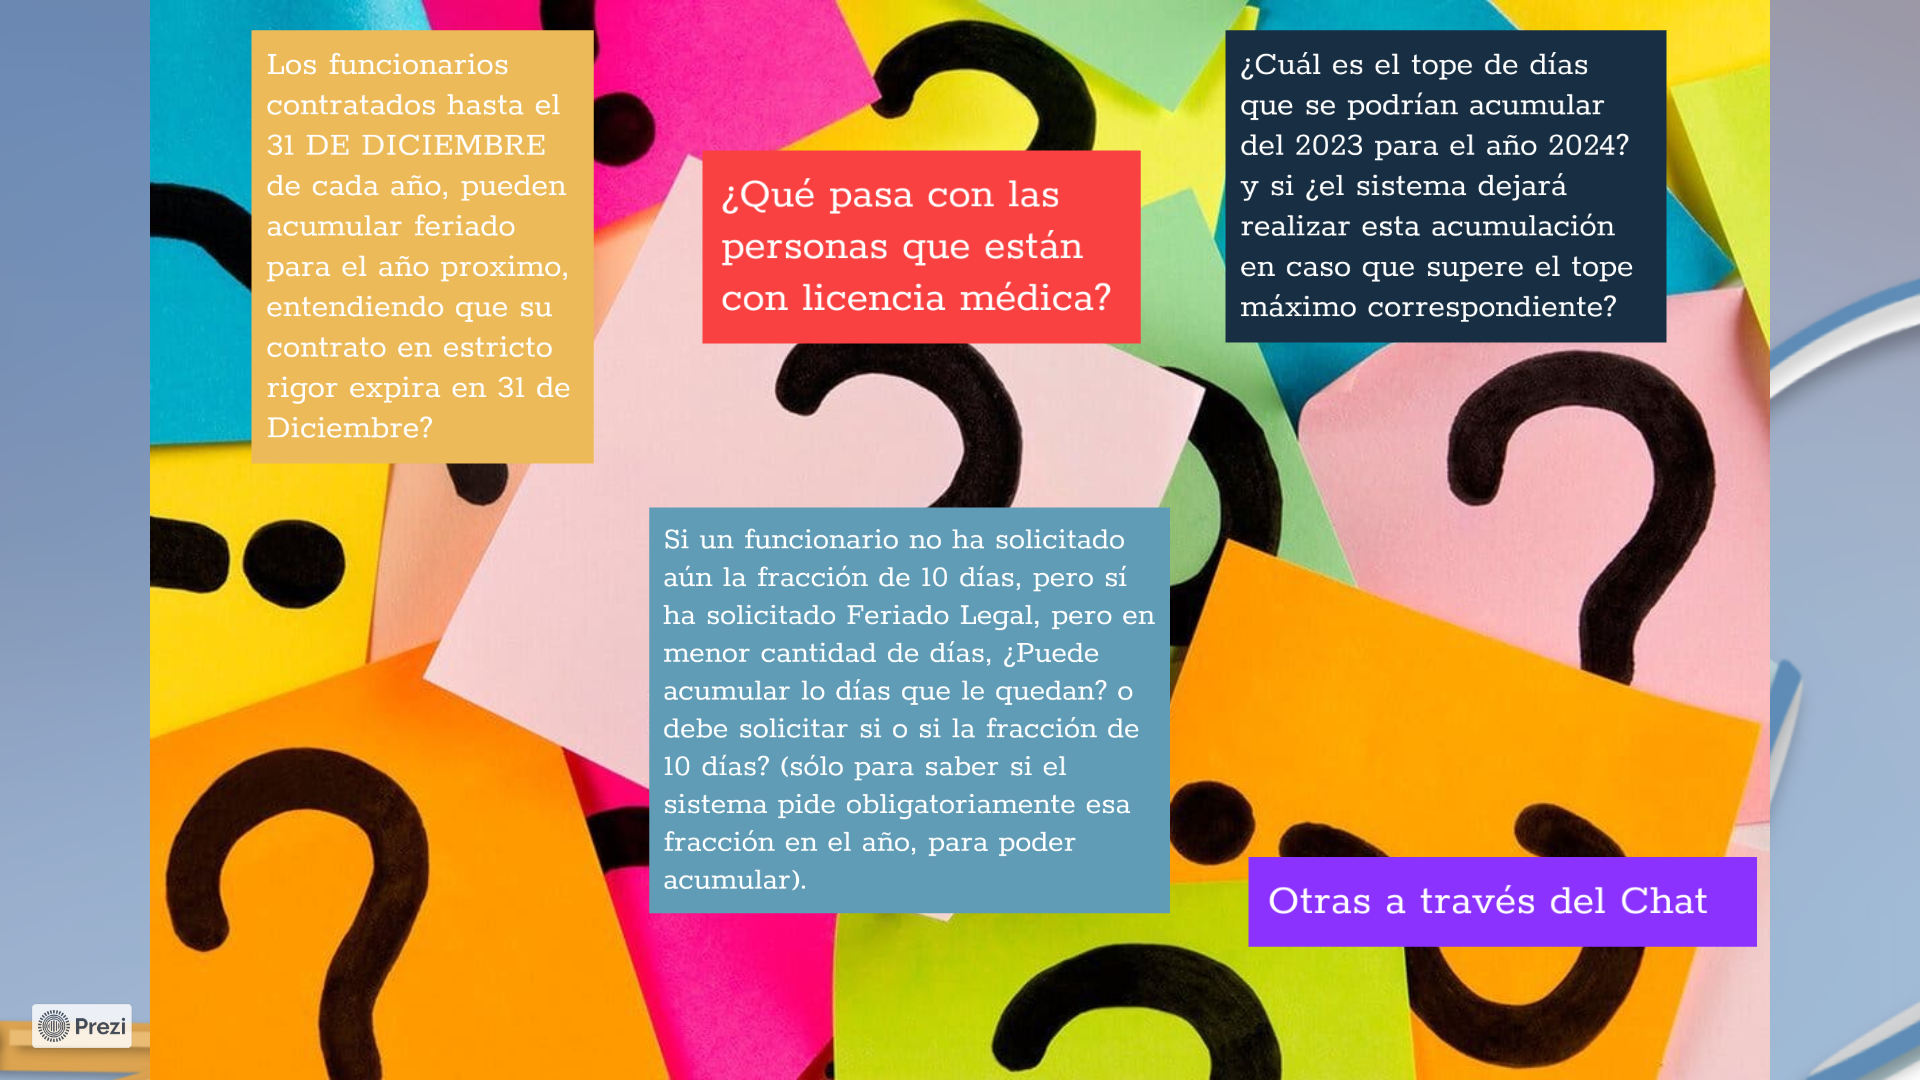 Los funcionarios
contratados hasta el
31 DE DICIEMBRE
de cada año, pueden
acumular feriado
para el año proximo,
entendiendo que su
contrato en estricto
rigor expira en 31 de
Diciembre?
¿Qué pasa con las
personas que están
con licencia médica?
¿Cuál es el tope de días
que se podrían acumular
del 2023 para el año 2024?
y si ¿el sistema dejará
realizar esta acumulación
en caso que supere el tope
máximo correspondiente?
Si un funcionario no ha solicitado
aún la fracción de 10 días, pero sí
ha solicitado Feriado Legal, pero en
menor cantidad de días, ¿Puede
acumular lo días que le quedan? o
debe solicitar si o si la fracción de
10 días? (sólo para saber si el
sistema pide obligatoriamente esa
fracción en el año, para poder
acumular).
Otras a través del Chat
Prezi